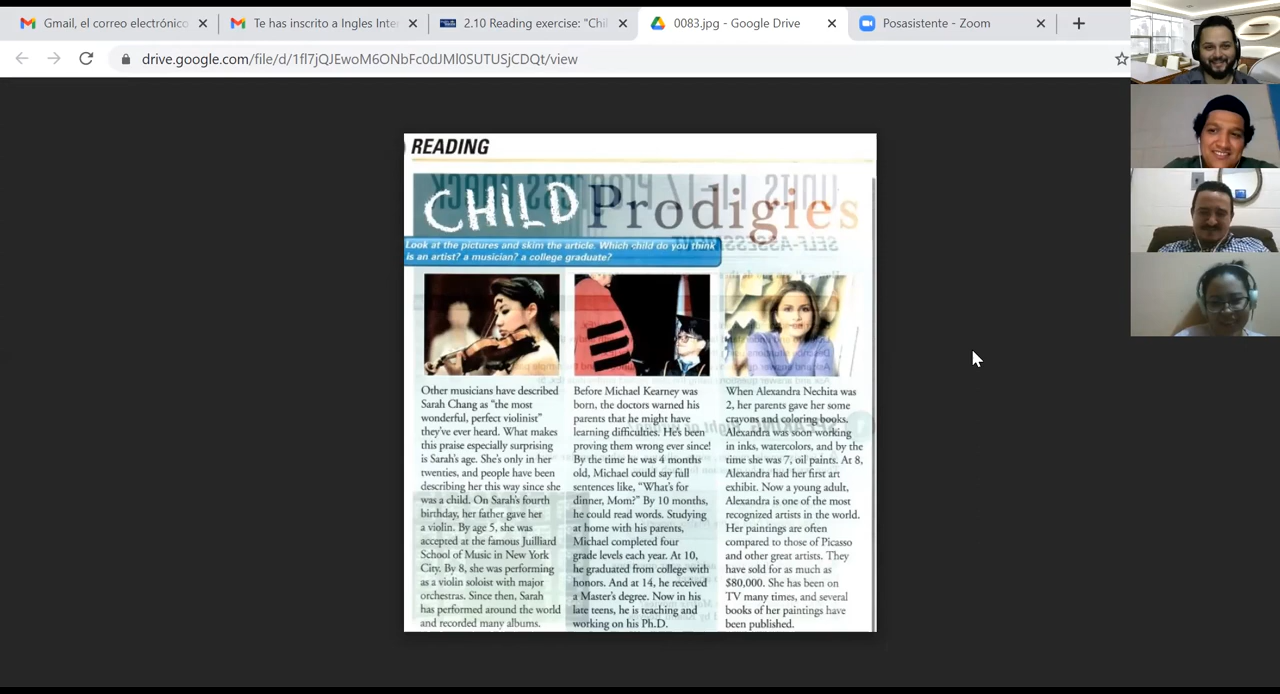 Gmail, el correo electrónico
Te has inscrito a Ingles Inte
2.10 Reading exercise: "Chil
0083.jpg - Google Drive
Posasistente - Zoom
drive.google.com/file/d/1fl7jQJEwoM6ONbFc0dJMl0SUTUSjCDQt/view
READING
CHiLD Prodigies
Look at the pictures and skim the article. Which child do you think
is an artist? a musician? a college graduate?
Other musicians have described
Sarah Chang as "the most
wonderful, perfect violinist"
they've ever heard. What makes
this praise especially surprising
is Sarah's age. She's only in her
twenties, and people have been
describing her this way since she
was a child. On Sarah's fourth
birthday, her father gave her
a violin. By age 5, she was
accepted at the famous Juilliard
School of Music in New York
City. By 8, she was performing
as a violin soloist with major
orchestras. Since then, Sarah
has performed around the world
and recorded many albums.
Before Michael Kearney was
born, the doctors warned his
parents that he might have
learning difficulties. He's been
proving them wrong ever since!
By the time he was 4 months
old, Michael could say full
sentences like, "What's for
dinner, Mom?" By 10 months,
he could read words. Studying
at home with his parents,
Michael completed four
grade levels each year. At 10,
he graduated from college with
honors. And at 14, he received
a Master's degree. Now in his
late teens, he is teaching and
working on his Ph.D.
When Alexandra Nechita was
2, her parents gave her some
crayons and coloring books.
Alexandra was soon working
in inks, watercolors, and by the
time she was 7, oil paints. At 8,
Alexandra had her first art
exhibit. Now a young adult,
Alexandra is one of the most
recognized artists in the world.
Her paintings are often
compared to those of Picasso
and other great artists. They
have sold for as much as
$80,000. She has been on
TV many times, and several
books of her paintings have
been published.